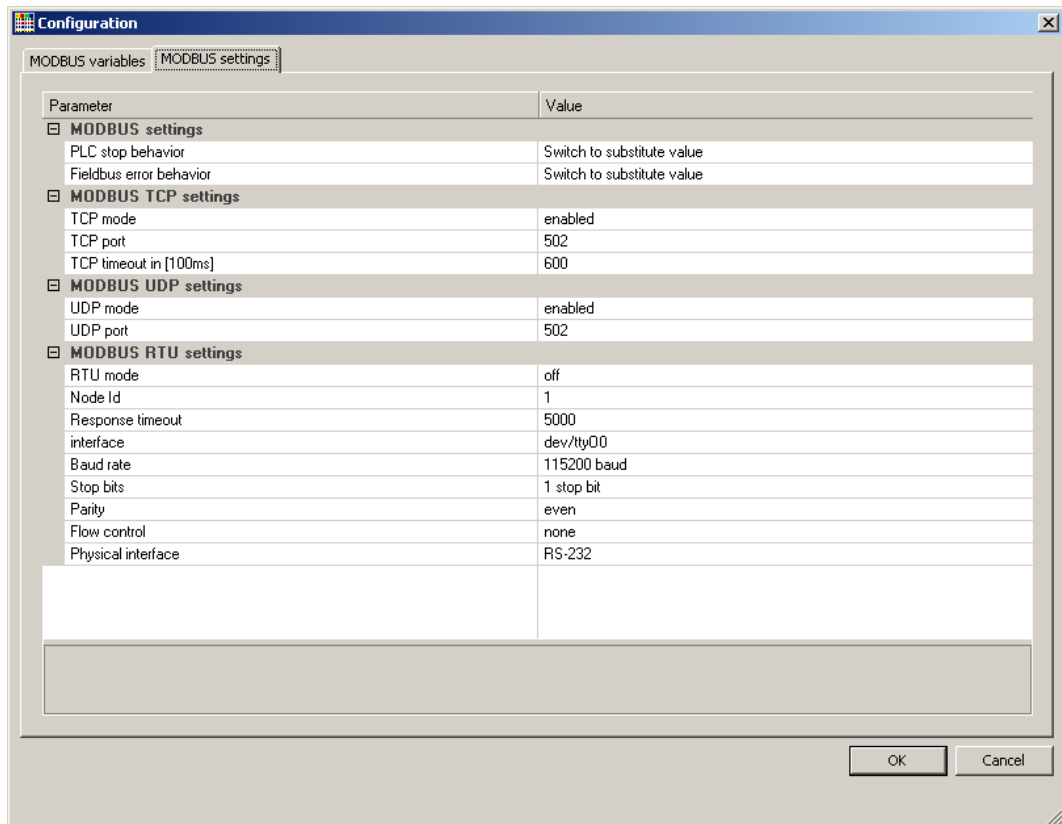 Configuration
MODBUS variables MODBUS settings
Parameter Value
MODBUS settings
PLC stop behavior Switch to substitute value
Fieldbus error behavior Switch to substitute value
MODBUS TCP settings
TCP mode enabled
TCP port 502
TCP timeout in [100ms] 600
MODBUS UDP settings
UDP mode enabled
UDP port 502
MODBUS RTU settings
RTU mode off
Node Id 1
Response timeout 5000
interface dev/ttyO0
Baud rate 115200 baud
Stop bits 1 stop bit
Parity even
Flow control none
Physical interface RS-232
OK Cancel